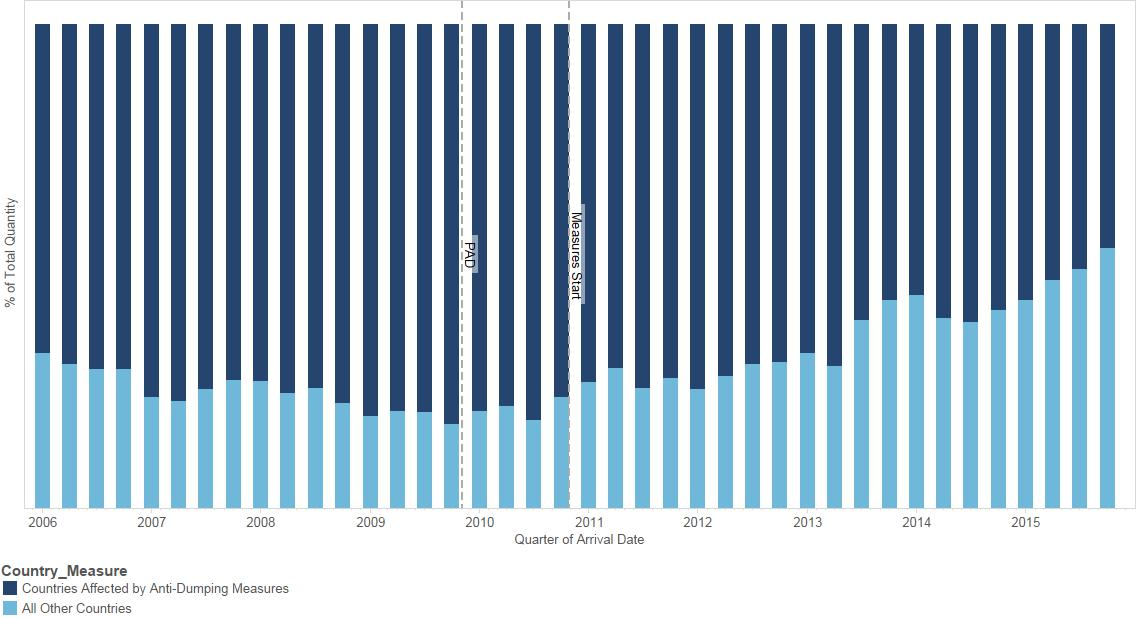 % of Total Quantity
PAD
Measures Start
2006 2007 2008 2009 2010 2011 2012 2013 2014 2015
Quarter of Arrival Date
Country_Measure
Countries Affected by Anti-Dumping Measures
All Other Countries